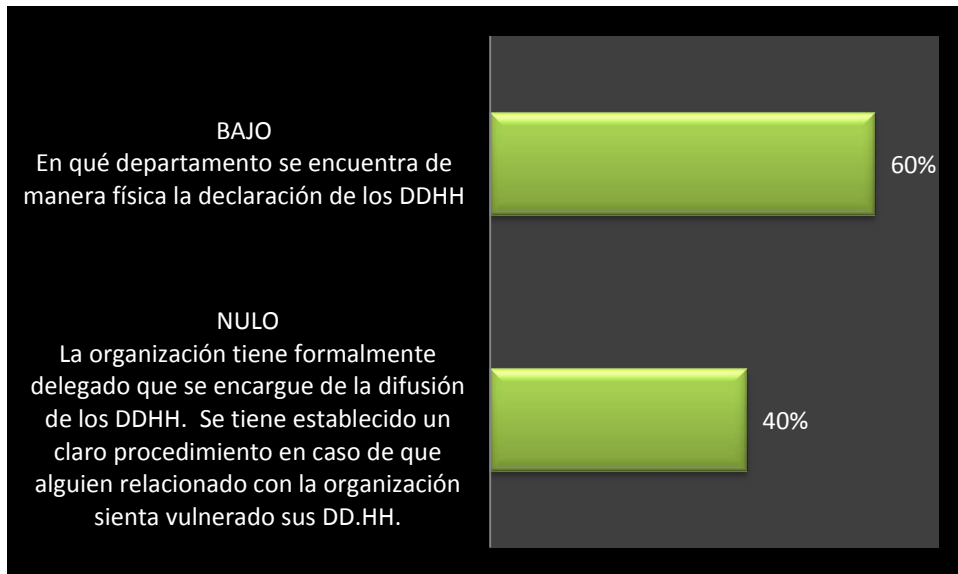 BAJO
En qué departamento se encuentra de
manera física la declaración de los DDHH
60%
NULO
La organización tiene formalmente
delegado que se encargue de la difusión
de los DDHH.  Se tiene establecido un
claro procedimiento en caso de que
alguien relacionado con la organización
sienta vulnerado sus DD.HH.
40%